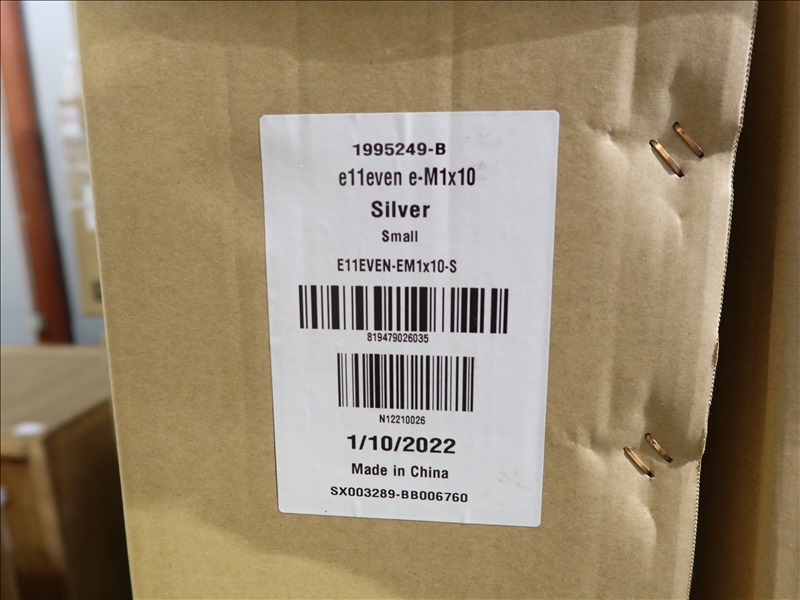 1995249-B
e11even e-M1x10
Silver
Small
E11EVEN-EM1x10-S
819479026035
N12210026
1/10/2022
Made in China
SX003289-BB006760